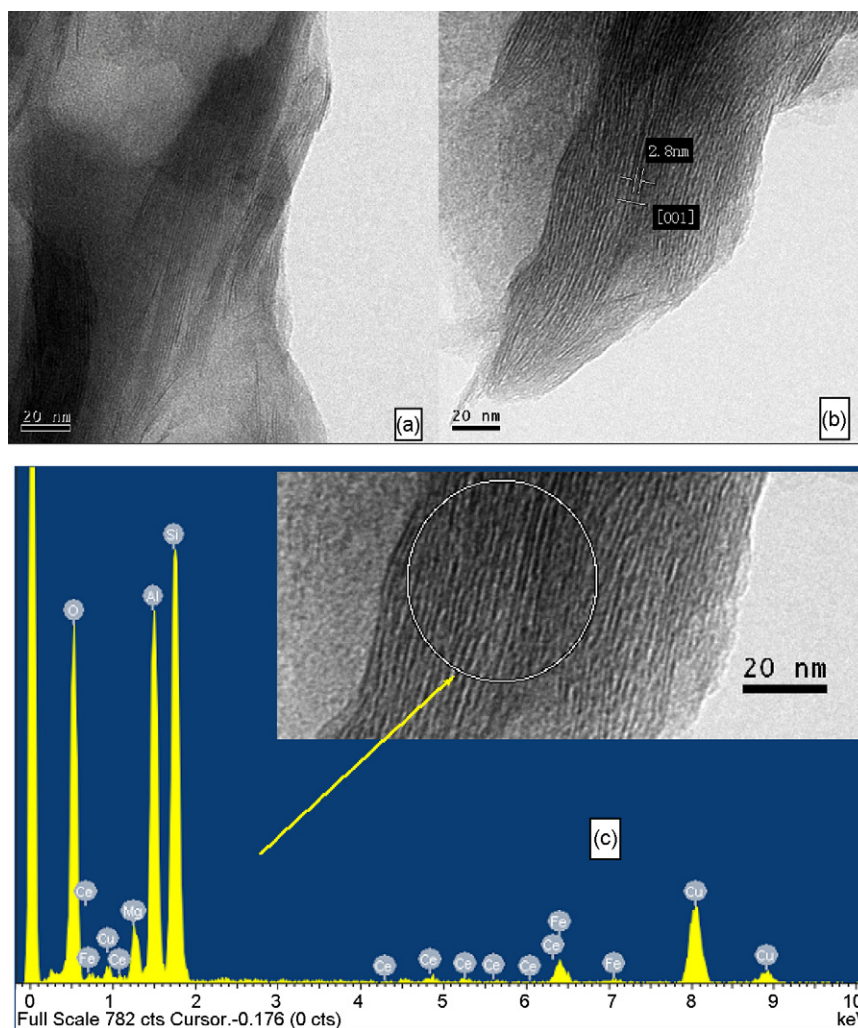 2.8nm
[001]
20 nm
(a)
20 nm
(b)
Si
O
Al
20 nm
(c)
Ce
Mg
Fe
Cu
Ce
Ce
Ce
Ce
Ce
Ce
Ce
Fe
Fe
Cu
Cu
0 1 2 3 4 5 6 7 8 9 10
Full Scale 782 cts Cursor.-0.176 (0 cts)
keV